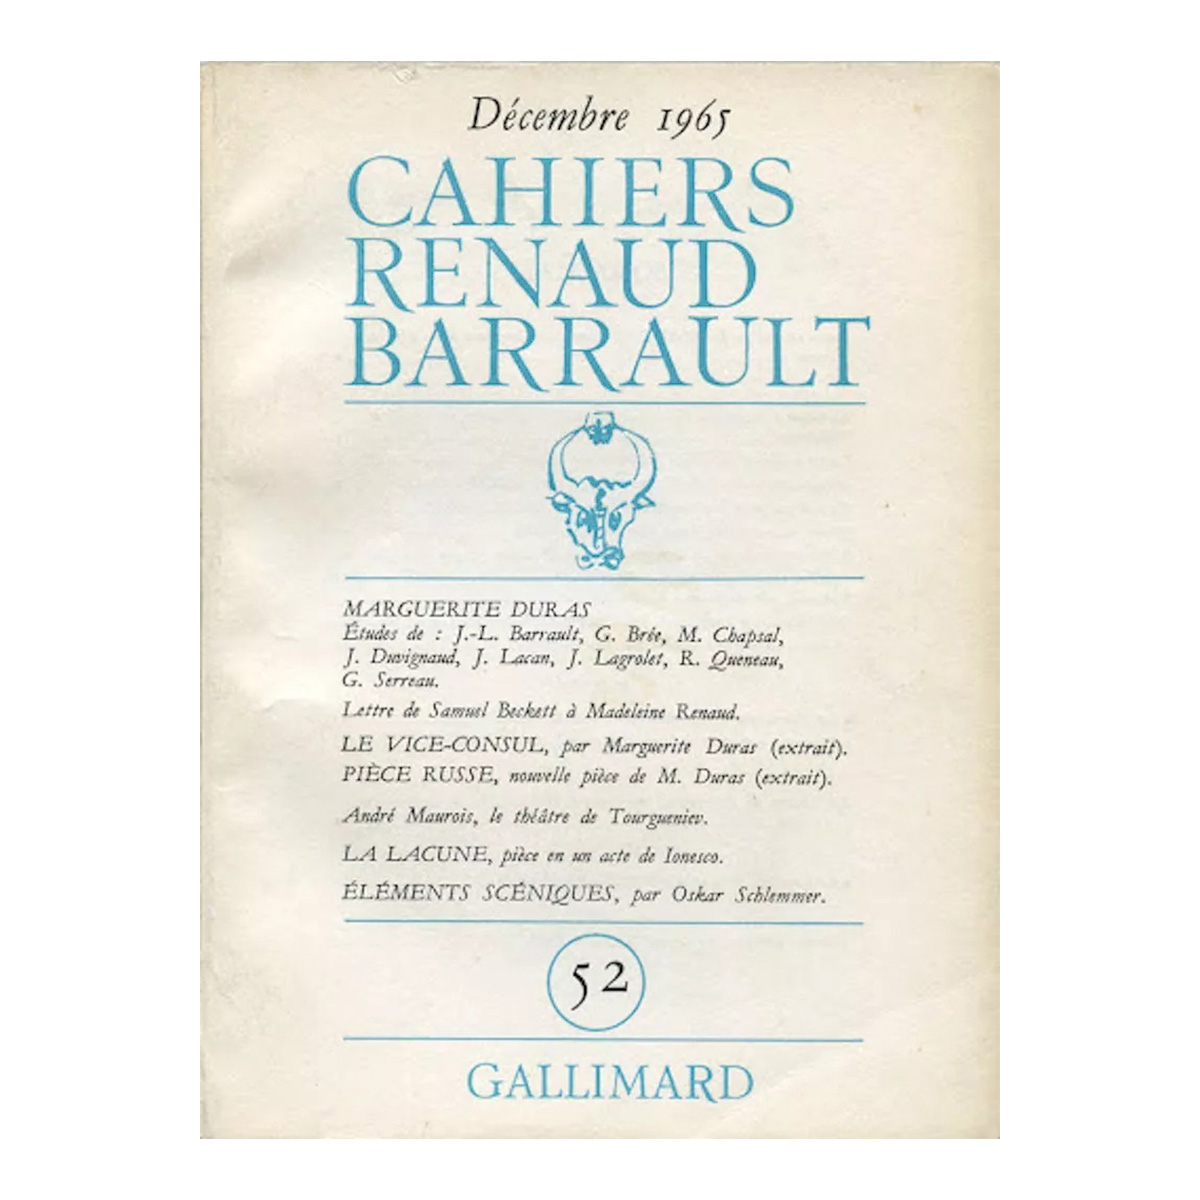 Décembre 1965
CAHIERS
RENAUD
BARRAULT
MARGUERITE DURAS
Études de : J.-L. Barrault, G. Brée, M. Chapsal,
J. Duvignaud, J. Lacan, J. Lagrolet, R. Queneau,
G. Serreau.
Lettre de Samuel Beckett à Madeleine Renaud.
LE VICE-CONSUL, par Marguerite Duras (extrait).
PIÈCE RUSSE, nouvelle pièce de M. Duras (extrait).
André Maurois, le théâtre de Tourgueniev.
LA LACUNE, pièce en un acte de Ionesco.
ÉLÉMENTS SCÉNIQUES, par Oskar Schlemmer.
52
GALLIMARD